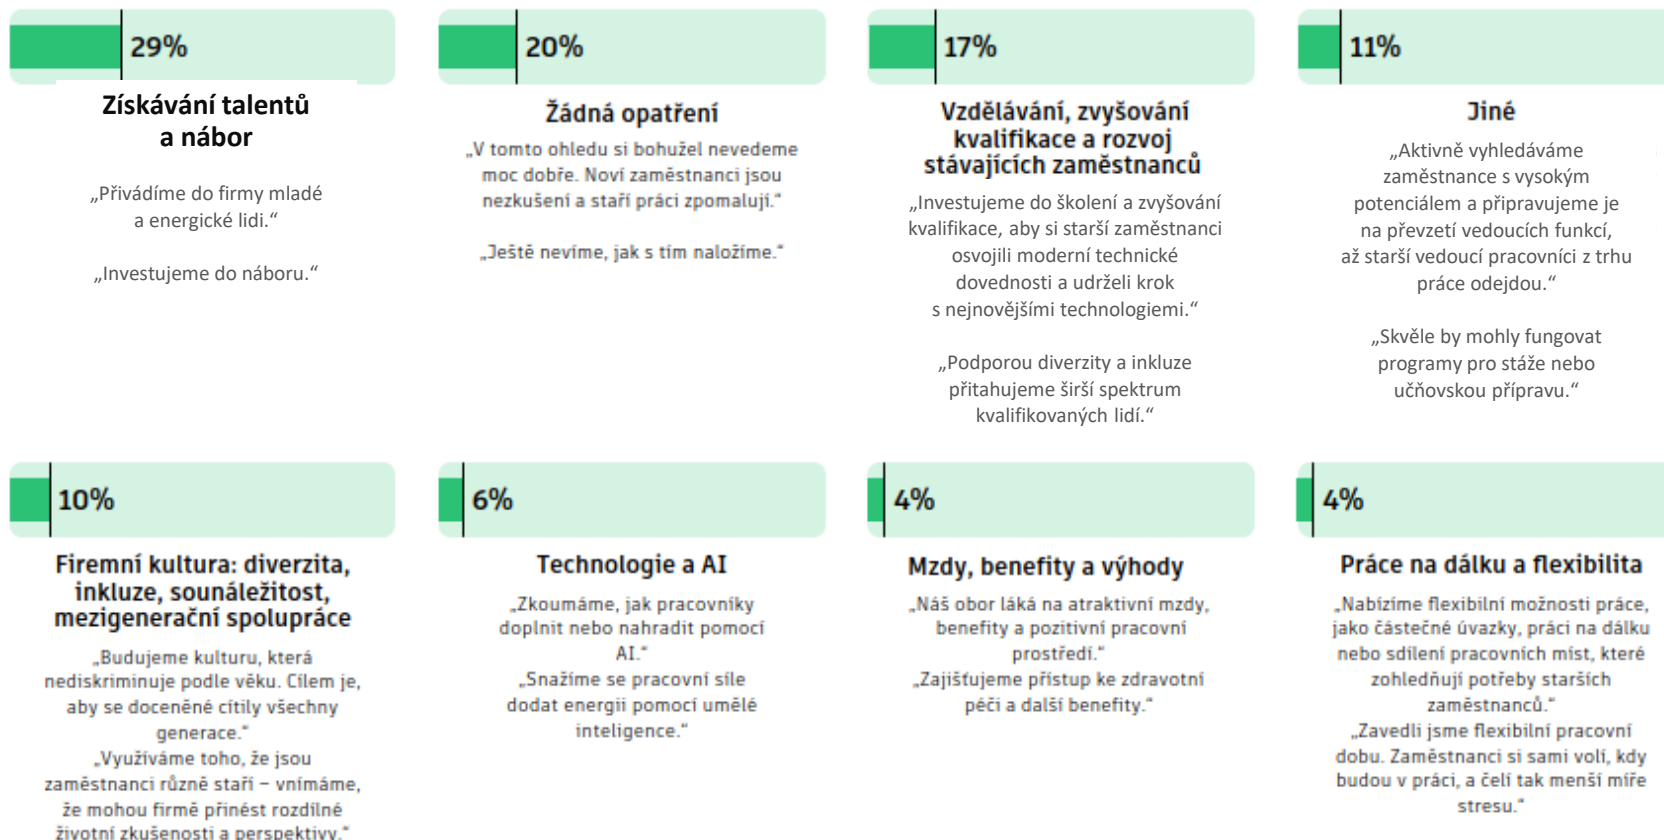 29%
Získávání talentů
a nábor
„Přivádíme do firmy mladé
a energické lidi.“
„Investujeme do náboru.“
20%
Žádná opatření
„V tomto ohledu si bohužel nevedeme
moc dobře. Noví zaměstnanci jsou
nezkušení a staří práci zpomalují.“
„Ještě nevíme, jak s tím naložíme.“
17%
Vzdělávání, zvyšování
kvalifikace a rozvoj
stávajících zaměstnanců
„Investujeme do školení a zvyšování
kvalifikace, aby si starší zaměstnanci
osvojili moderní technické
dovednosti a udrželi krok
s nejnovějšími technologiemi.“
„Podporou diverzity a inkluze
přitahujeme širší spektrum
kvalifikovaných lidí.“
11%
Jiné
„Aktivně vyhledáváme
zaměstnance s vysokým
potenciálem a připravujeme je
na převzetí vedoucích funkcí,
až starší vedoucí pracovníci z trhu
práce odejdou.“
„Skvěle by mohly fungovat
programy pro stáže nebo
učňovskou přípravu.“
10%
Firemní kultura: diverzita,
inkluze, sounáležitost,
mezigenerační spolupráce
„Budujeme kulturu, která
nediskriminuje podle věku. Cílem je,
aby se doceněné cítily všechny
generace.“
„Využíváme toho, že jsou
zaměstnanci různě staří – vnímáme,
že mohou firmě přinést rozdílné
životní zkušenosti a perspektivy.“
6%
Technologie a AI
„Zkoumáme, jak pracovníky
doplnit nebo nahradit pomocí
AI.“
„Snažíme se pracovní síle
dodat energii pomocí umělé
inteligence.“
4%
Mzdy, benefity a výhody
„Náš obor láká na atraktivní mzdy,
benefity a pozitivní pracovní
prostředí.“
„Zajišťujeme přístup ke zdravotní
péči a další benefity.“
4%
Práce na dálku a flexibilita
„Nabízíme flexibilní možnosti práce,
jako částečné úvazky, práci na dálku
nebo sdílení pracovních míst, které
zohledňují potřeby starších
zaměstnanců.“
„Zavedli jsme flexibilní pracovní
dobu. Zaměstnanci si sami volí, kdy
budou v práci, a čelí tak menší míře
stresu.“